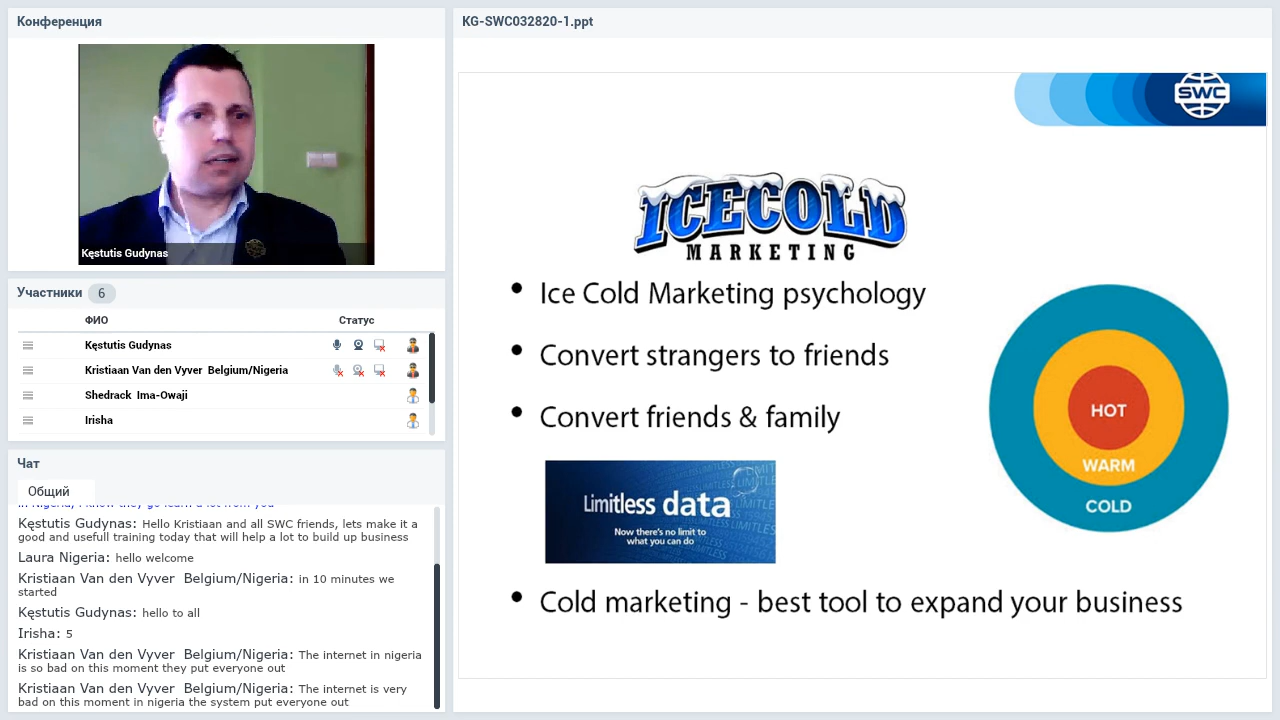 Конференция
Kęstutis Gudynas
Участники 6
ФИО Статус
Kęstutis Gudynas
Kristiaan Van den Vyver Belgium/Nigeria
Shedrack Ima-Owaji
Irisha
Чат
Общий
Kęstutis Gudynas: Hello Kristiaan and all SWC friends, lets make it a
good and usefull training today that will help a lot to build up business
Laura Nigeria: hello welcome
Kristiaan Van den Vyver Belgium/Nigeria: in 10 minutes we
started
Kęstutis Gudynas: hello to all
Irisha: 5
Kristiaan Van den Vyver Belgium/Nigeria: The internet in nigeria
is so bad on this moment they put everyone out
Kristiaan Van den Vyver Belgium/Nigeria: The internet is very
bad on this moment in nigeria the system put everyone out
KG-SWC032820-1.ppt
SWC
ICECOLD
MARKETING
• Ice Cold Marketing psychology
• Convert strangers to friends
• Convert friends & family
HOT
WARM
COLD
Limitless data
Now there's no limit to
what you can do
• Cold marketing - best tool to expand your business